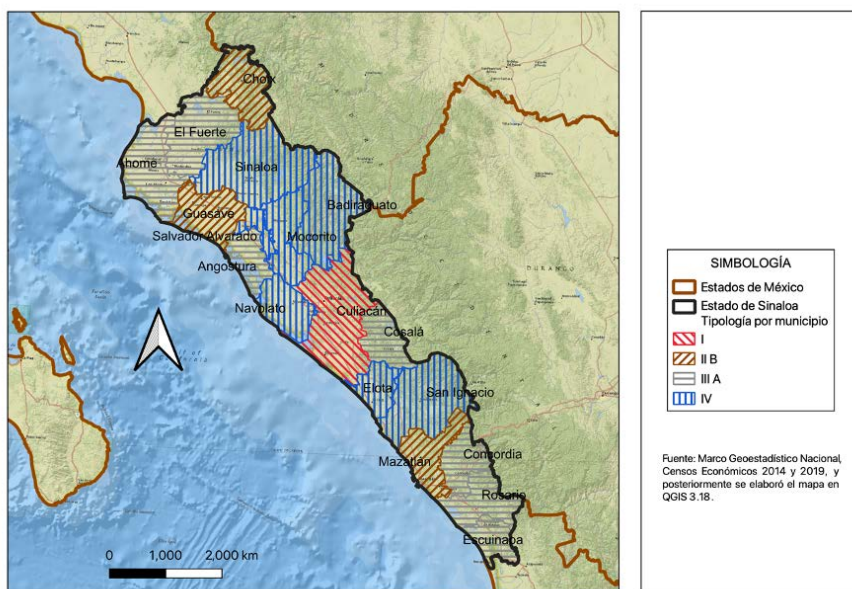 Choix
El Fuerte
Ahome
Sinaloa
Badiraguato
Guasave
Salvador Alvarado
Mocorito
Angostura
Navolato
Culiacán
Cosalá
Elota
San Ignacio
Mazatlán
Concordia
Rosario
Escuinapa
DURANGO
0 1,000 2,000 km
SIMBOLOGÍA
Estados de México
Estado de Sinaloa
Tipología por municipio
I
II B
III A
IV
Fuente: Marco Geoestadístico Nacional,
Censos Económicos 2014 y 2019, y
posteriormente se elaboró el mapa en
QGIS 3.18.